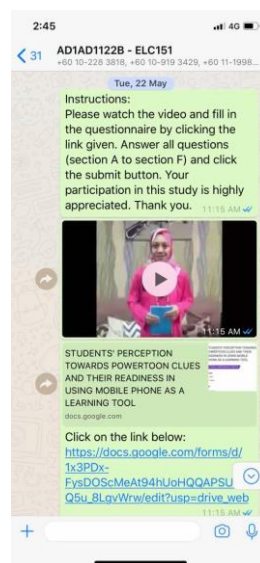 2:45
4G
31
AD1AD1122B - ELC151
+60 10-228 3818, +60 10-919 3429, +60 11-1998...
Tue, 22 May
Instructions:
Please watch the video and fill in
the questionnaire by clicking the
link given. Answer all questions
(section A to section F) and click
the submit button. Your
participation in this study is highly
appreciated. Thank you.
11:15 AM
11:15 AM
STUDENTS' PERCEPTION
TOWARDS POWERTOON CLUES
AND THEIR READINESS IN
USING MOBILE PHONE AS A
LEARNING TOOL
docs.google.com
Click on the link below:
https://docs.google.com/forms/d/
1x3PDx-
FysDOScMeAt94hUoHQQAPSU
Q5u_8LgvWrw/edit?usp=drive_web
11:15 AM